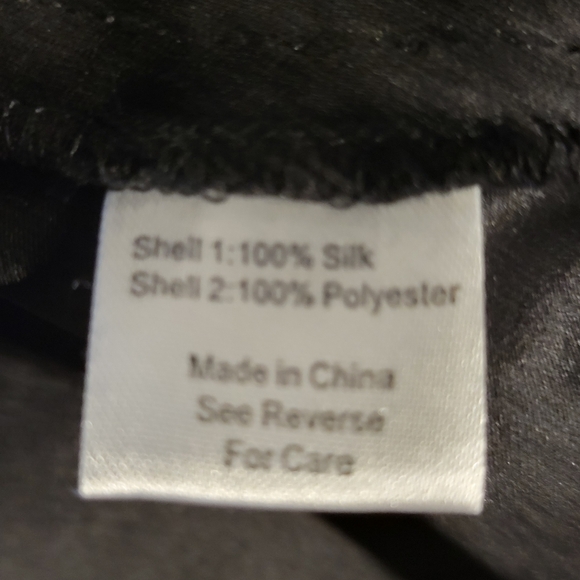 Shell 1:100% Silk
Shell 2:100% Polyester
Made in China
See Reverse
For Care